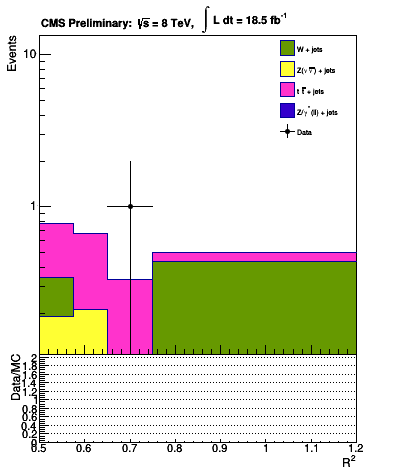 CMS Preliminary: √s = 8 TeV, ∫ L dt = 18.5 fb⁻¹
Events
10
1
W + jets
Z(ν ν̅) + jets
t t̅ + jets
Z/γ*(ll) + jets
Data
Data/MC
2
1.8
1.6
1.4
1.2
1
0.8
0.6
0.4
0.2
0
0.5 0.6 0.7 0.8 0.9 1 1.1 1.2
R²